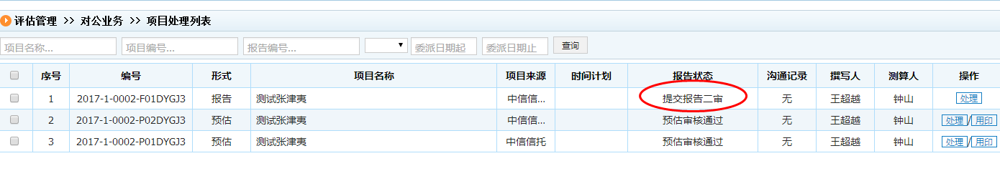 评估管理 >> 对公业务 >> 项目处理列表
项目名称... 项目编号... 报告编号... 委派日期起 委派日期止 查询
序号 编号 形式 项目名称 项目来源 时间计划 报告状态 沟通记录 撰写人 测算人 操作
1 2017-1-0002-F01DYGJ3 报告 测试张津夷 中信信... 提交报告二审 无 王超越 钟山 处理
2 2017-1-0002-P02DYGJ3 预估 测试张津夷 中信信... 预估审核通过 无 王超越 钟山 处理/用印
3 2017-1-0002-P01DYGJ3 预估 测试张津夷 中信信托 预估审核通过 无 王超越 钟山 处理/用印